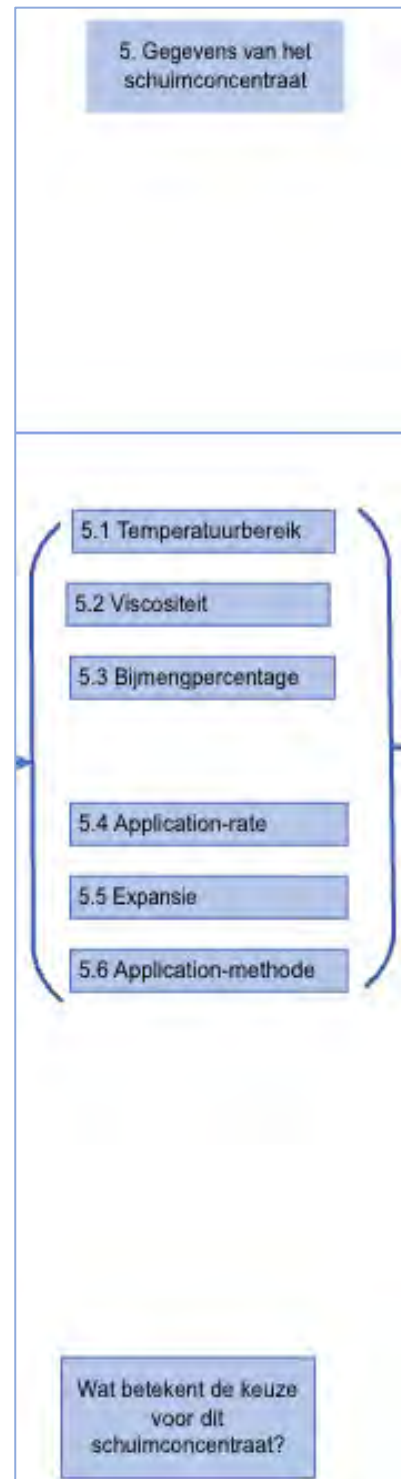 5. Gegevens van het
schuimconcentraat
5.1 Temperatuurbereik
5.2 Viscositeit
5.3 Bijmengpercentage
5.4 Application-rate
5.5 Expansie
5.6 Application-methode
Wat betekent de keuze
voor dit
schuimconcentraat?